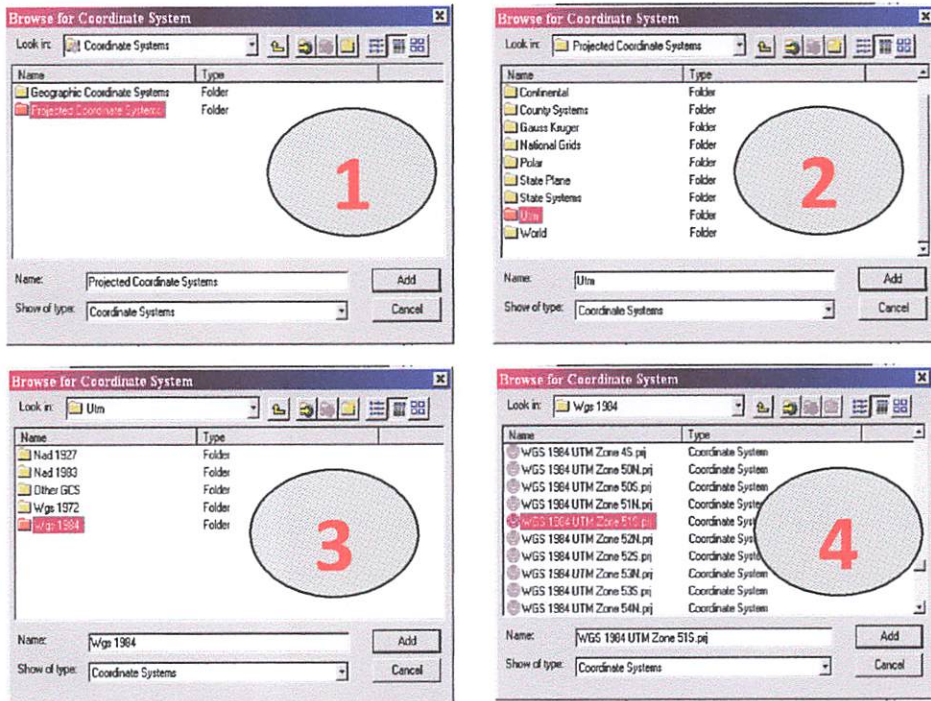 Browse for Coordinate System
Look in: Coordinate Systems
Name Type
Geographic Coordinate Systems Folder
Projected Coordinate Systems Folder
1
Name: Projected Coordinate Systems Add
Show of type: Coordinate Systems Cancel
Browse for Coordinate System
Look in: Projected Coordinate Systems
Name Type
Continental Folder
County Systems Folder
Gauss Kruger Folder
National Grids Folder
Polar Folder
State Plane Folder
State Systems Folder
Utm Folder
World Folder
2
Name: Utm Add
Show of type: Coordinate Systems Cancel
Browse for Coordinate System
Look in: Utm
Name Type
Nad 1927 Folder
Nad 1983 Folder
Other GCS Folder
Wgs 1972 Folder
Wgs 1984 Folder
3
Name: Wgs 1984 Add
Show of type: Coordinate Systems Cancel
Browse for Coordinate System
Look in: Wgs 1984
Name Type
WGS 1984 UTM Zone 4S.prj Coordinate System
WGS 1984 UTM Zone 50N.prj Coordinate System
WGS 1984 UTM Zone 50S.prj Coordinate System
WGS 1984 UTM Zone 51N.prj Coordinate Syst
WGS 1984 UTM Zone 51S.prj Coordinate Syst
WGS 1984 UTM Zone 52N.prj Coordinate Syst
WGS 1984 UTM Zone 52S.prj Coordinate Syste
WGS 1984 UTM Zone 53N.prj Coordinate System
WGS 1984 UTM Zone 53S.prj Coordinate System
WGS 1984 UTM Zone 54N.prj Coordinate System
4
Name: WGS 1984 UTM Zone 51S.prj Add
Show of type: Coordinate Systems Cancel